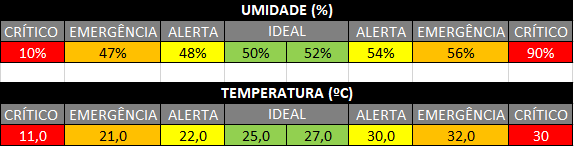 UMIDADE (%)
CRÍTICO EMERGÊNCIA ALERTA IDEAL ALERTA EMERGÊNCIA CRÍTICO
10% 47% 48% 50% 52% 54% 56% 90%
TEMPERATURA (ºC)
CRÍTICO EMERGÊNCIA ALERTA IDEAL ALERTA EMERGÊNCIA CRÍTICO
11,0 21,0 22,0 25,0 27,0 30,0 32,0 30